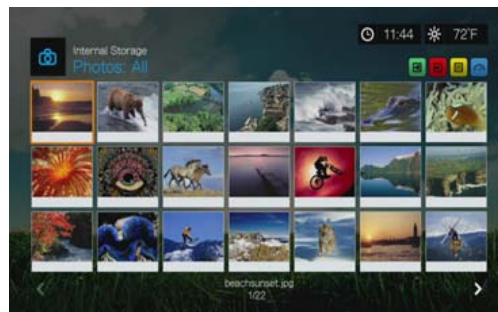 11:44 72°F
Internal Storage
Photos: All
beachsunset.jpg
1/22